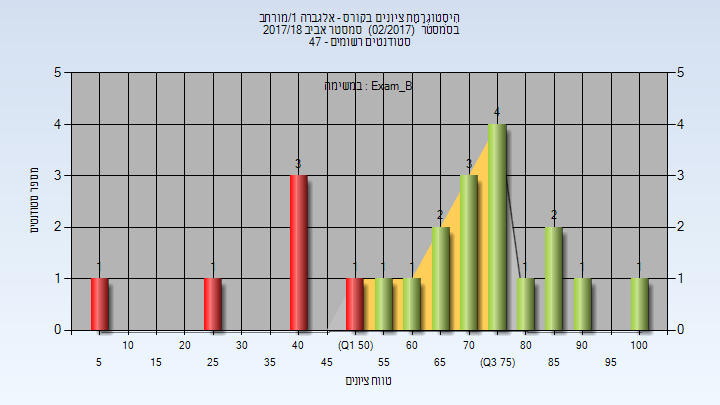 היסטוגרמת ציונים בקורס - אלגברה 1/מורחב
בסמסטר (02/2017) סמסטר אביב 2017/18
סטודנטים רשומים - 47
במשימה : Exam_B
מספר סטודנטים
5 5
4 4
3 3
2 2
1 1
0 0
1 1 3 1 1 1 2 3 4 1 2 1 1
10 20 30 40 (Q1 50) 60 70 80 90 100
5 15 25 35 45 55 65 (Q3 75) 85 95
טווח ציונים